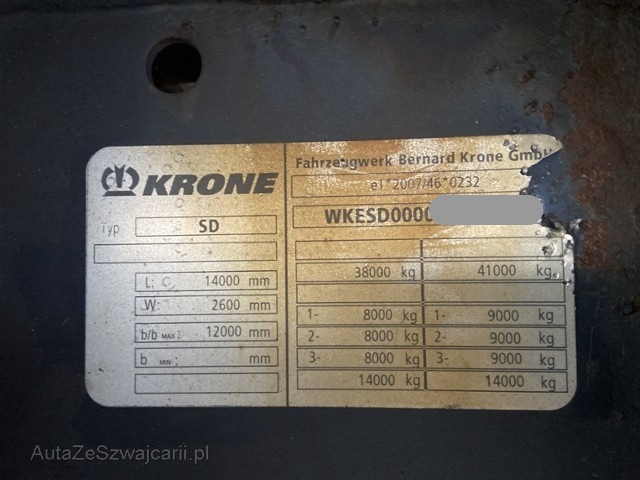 KRONE
Typ SD
L: 14000 mm
W: 2600 mm
b/b MAX: 12000 mm
b MIN: mm
Fahrzeugwerk Bernard Krone GmbH
e1*2007/46*0232
WKESD0000
38000 kg 41000 kg
1- 8000 kg 1- 9000 kg
2- 8000 kg 2- 9000 kg
3- 8000 kg 3- 9000 kg
14000 kg 14000 kg
AutaZeSzwajcarii.pl